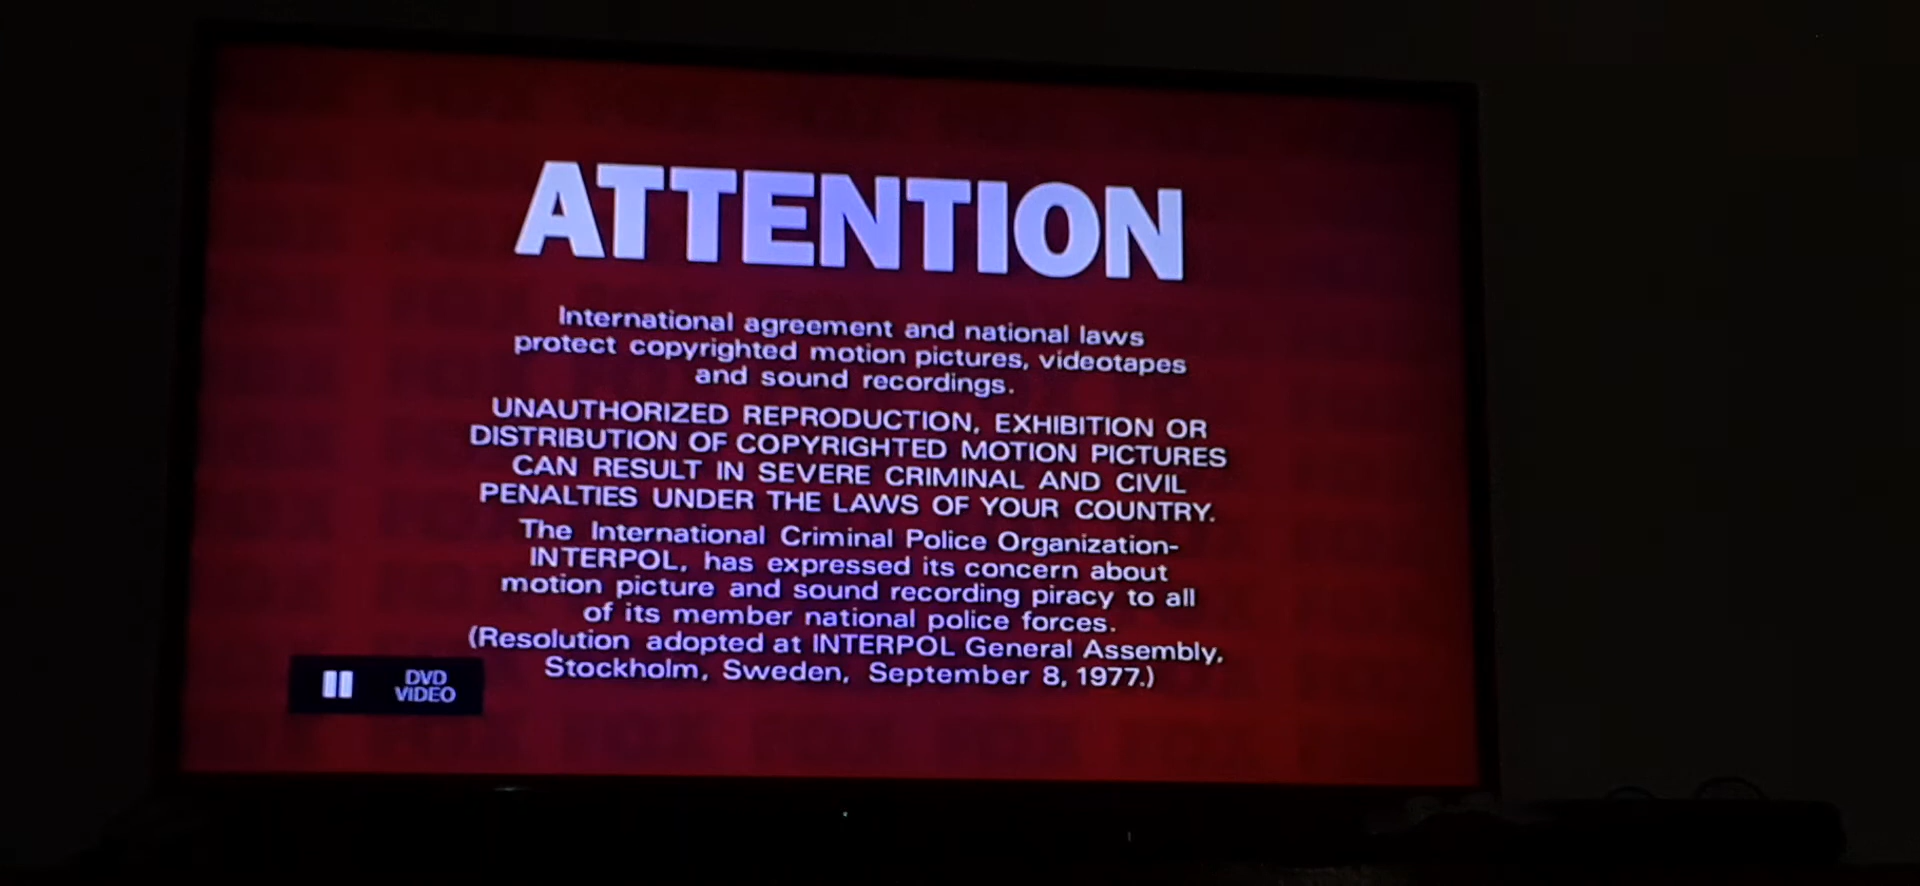 ATTENTION
International agreement and national laws
protect copyrighted motion pictures, videotapes
and sound recordings.
UNAUTHORIZED REPRODUCTION, EXHIBITION OR
DISTRIBUTION OF COPYRIGHTED MOTION PICTURES
CAN RESULT IN SEVERE CRIMINAL AND CIVIL
PENALTIES UNDER THE LAWS OF YOUR COUNTRY.
The International Criminal Police Organization-
INTERPOL, has expressed its concern about
motion picture and sound recording piracy to all
of its member national police forces.
(Resolution adopted at INTERPOL General Assembly,
Stockholm, Sweden, September 8, 1977.)
DVD
VIDEO